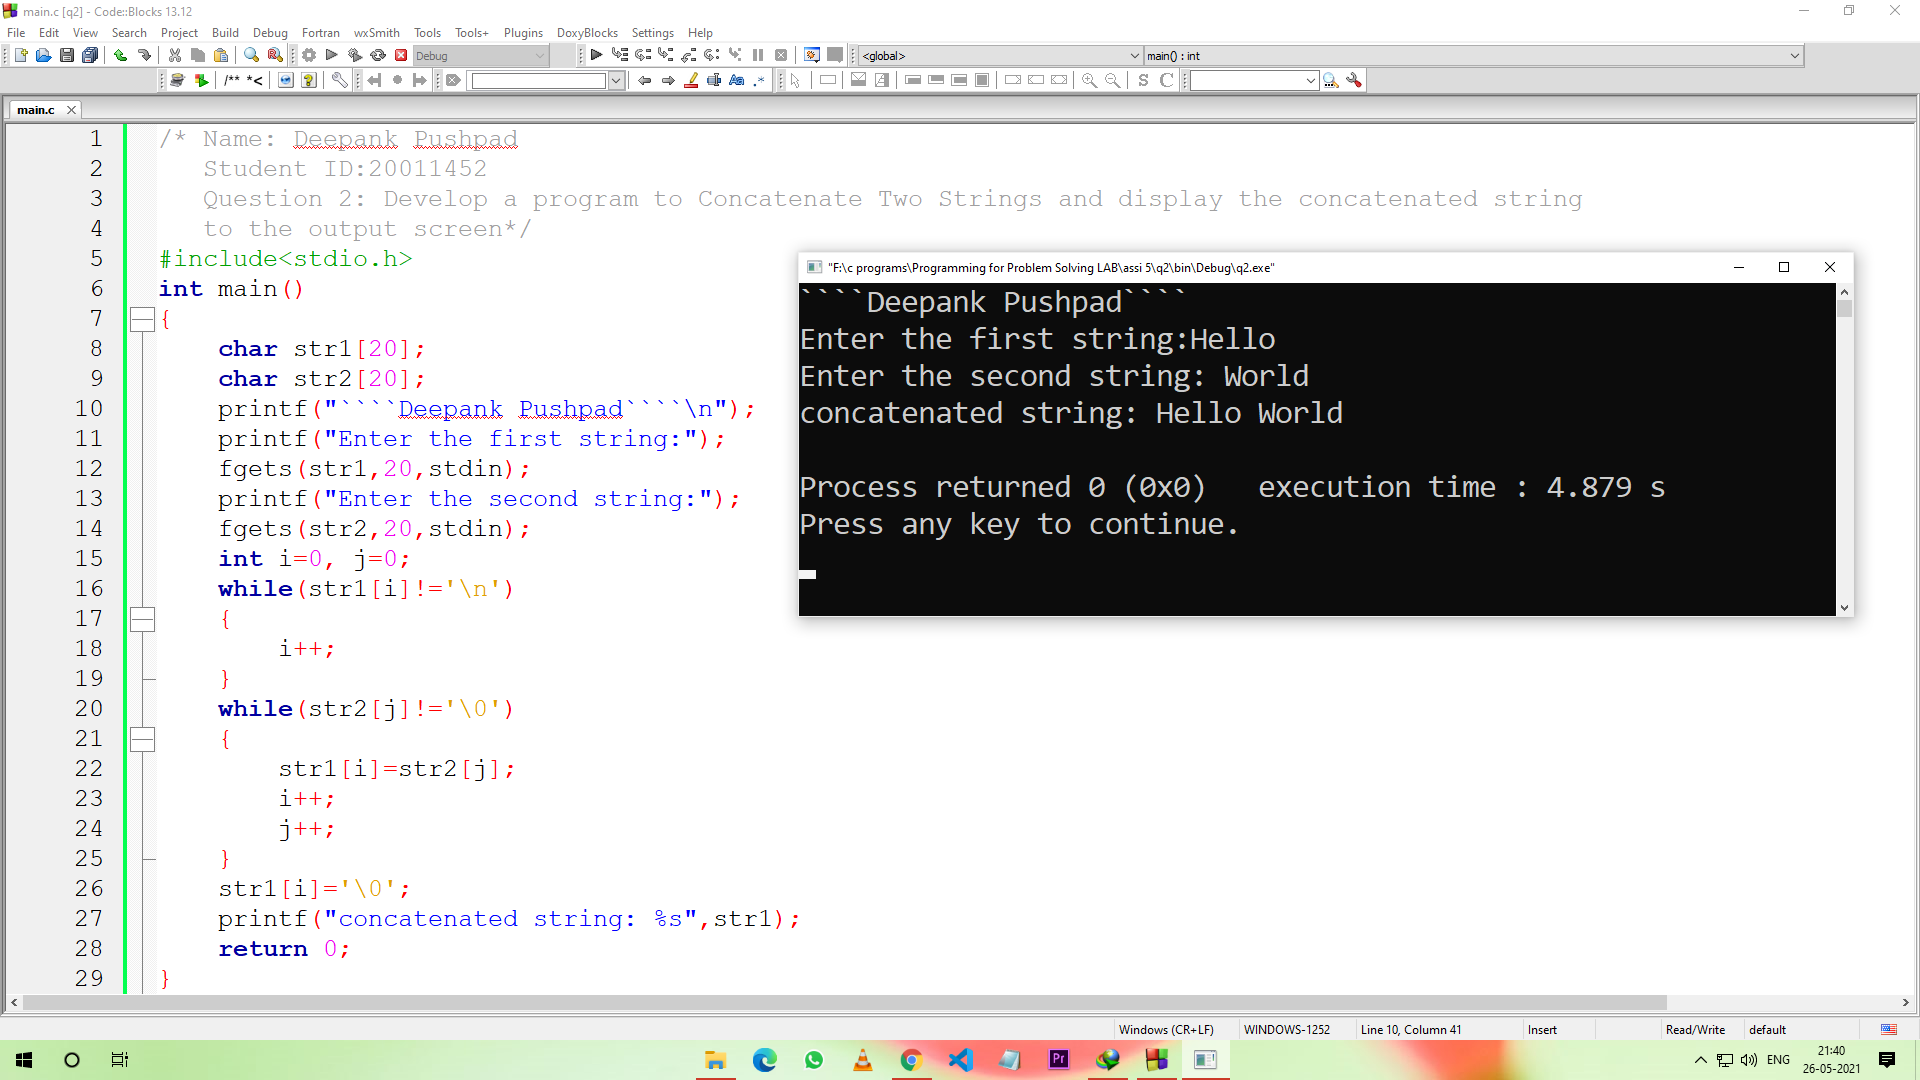 main.c [q2] - Code::Blocks 13.12
File Edit View Search Project Build Debug Fortran wxSmith Tools Tools+ Plugins DoxyBlocks Settings Help
Debug <global> main() : int
/** *<
S C
main.c
1 /* Name: Deepank Pushpad
2 Student ID:20011452
3 Question 2: Develop a program to Concatenate Two Strings and display the concatenated string
4 to the output screen*/
5 #include<stdio.h>
6 int main()
7 {
8 char str1[20];
9 char str2[20];
10 printf("````Deepank Pushpad````\n");
11 printf("Enter the first string:");
12 fgets(str1,20,stdin);
13 printf("Enter the second string:");
14 fgets(str2,20,stdin);
15 int i=0, j=0;
16 while(str1[i]!='\n')
17 {
18 i++;
19 }
20 while(str2[j]!='\0')
21 {
22 str1[i]=str2[j];
23 i++;
24 j++;
25 }
26 str1[i]='\0';
27 printf("concatenated string: %s",str1);
28 return 0;
29 }
"F:\c programs\Programming for Problem Solving LAB\assi 5\q2\bin\Debug\q2.exe"
````Deepank Pushpad````
Enter the first string:Hello
Enter the second string: World
concatenated string: Hello World
Process returned 0 (0x0)   execution time : 4.879 s
Press any key to continue.
Windows (CR+LF) WINDOWS-1252 Line 10, Column 41 Insert Read/Write default
Pr
ENG
21:40
26-05-2021